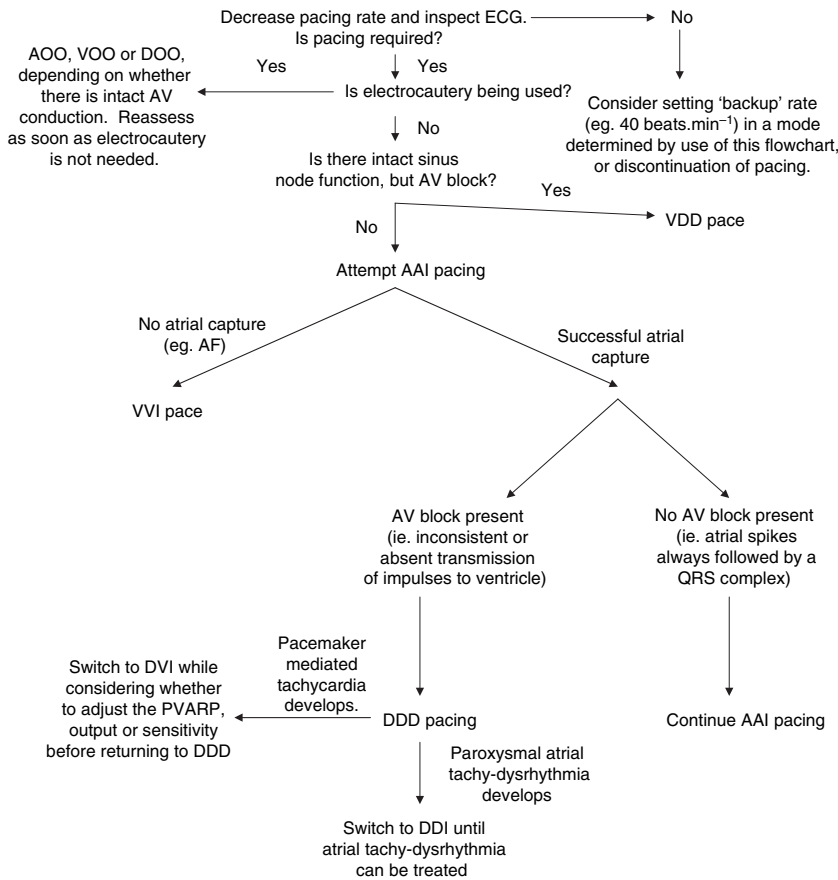 Decrease pacing rate and inspect ECG.
Is pacing required?
No
AOO, VOO or DOO,
depending on whether
there is intact AV
conduction.  Reassess
as soon as electrocautery
is not needed.
Yes
Yes
Is electrocautery being used?
Consider setting ‘backup’ rate
(eg. 40 beats.min⁻¹) in a mode
determined by use of this flowchart,
or discontinuation of pacing.
No
Is there intact sinus
node function, but AV block?
Yes
VDD pace
No
Attempt AAI pacing
No atrial capture
(eg. AF)
Successful atrial
capture
VVI pace
AV block present
(ie. inconsistent or
absent transmission
of impulses to ventricle)
No AV block present
(ie. atrial spikes
always followed by a
QRS complex)
Pacemaker
mediated
tachycardia
develops.
Switch to DVI while
considering whether
to adjust the PVARP,
output or sensitivity
before returning to DDD
DDD pacing
Continue AAI pacing
Paroxysmal atrial
tachy-dysrhythmia
develops
Switch to DDI until
atrial tachy-dysrhythmia
can be treated